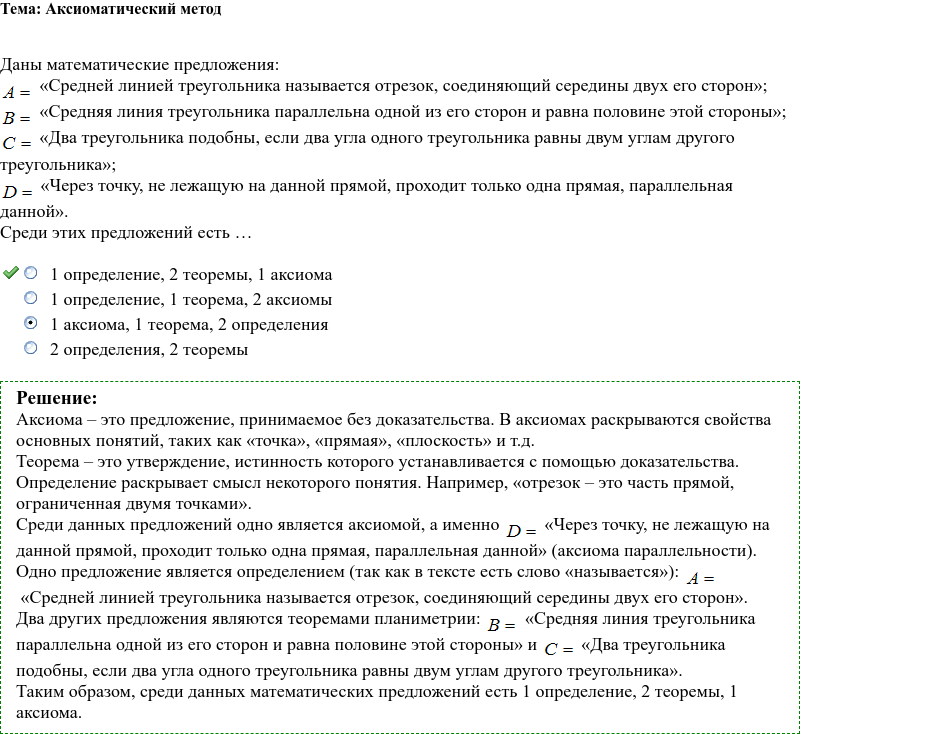 Тема: Аксиоматический метод
Даны математические предложения:
A = «Средней линией треугольника называется отрезок, соединяющий середины двух его сторон»;
B = «Средняя линия треугольника параллельна одной из его сторон и равна половине этой стороны»;
C = «Два треугольника подобны, если два угла одного треугольника равны двум углам другого
треугольника»;
D = «Через точку, не лежащую на данной прямой, проходит только одна прямая, параллельная
данной».
Среди этих предложений есть …
1 определение, 2 теоремы, 1 аксиома
1 определение, 1 теорема, 2 аксиомы
1 аксиома, 1 теорема, 2 определения
2 определения, 2 теоремы
Решение:
Аксиома – это предложение, принимаемое без доказательства. В аксиомах раскрываются свойства
основных понятий, таких как «точка», «прямая», «плоскость» и т.д.
Теорема – это утверждение, истинность которого устанавливается с помощью доказательства.
Определение раскрывает смысл некоторого понятия. Например, «отрезок – это часть прямой,
ограниченная двумя точками».
Среди данных предложений одно является аксиомой, а именно D = «Через точку, не лежащую на
данной прямой, проходит только одна прямая, параллельная данной» (аксиома параллельности).
Одно предложение является определением (так как в тексте есть слово «называется»): A =
«Средней линией треугольника называется отрезок, соединяющий середины двух его сторон».
Два других предложения являются теоремами планиметрии: B = «Средняя линия треугольника
параллельна одной из его сторон и равна половине этой стороны» и C = «Два треугольника
подобны, если два угла одного треугольника равны двум углам другого треугольника».
Таким образом, среди данных математических предложений есть 1 определение, 2 теоремы, 1
аксиома.